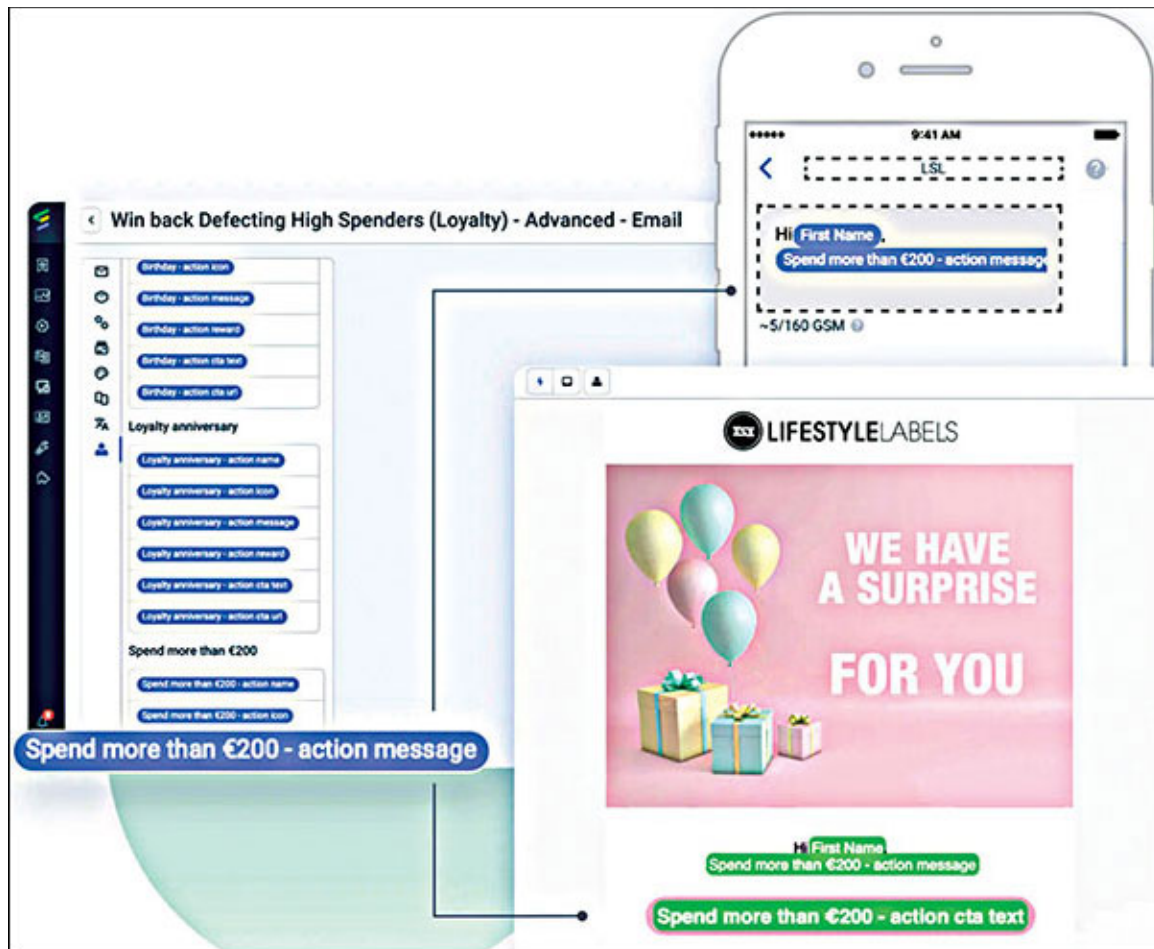 9:41 AM
LSL
Hi First Name,
Spend more than €200 - action message
~5/160 GSM
Win back Defecting High Spenders (Loyalty) - Advanced - Email
Birthday - action icon
Birthday - action message
Birthday - action reward
Birthday - action cta text
Birthday - action cta url
Loyalty anniversary
Loyalty anniversary - action name
Loyalty anniversary - action icon
Loyalty anniversary - action message
Loyalty anniversary - action reward
Loyalty anniversary - action cta text
Loyalty anniversary - action cta url
Spend more than €200
Spend more than €200 - action name
Spend more than €200 - action icon
Spend more than €200 - action message
LIFESTYLELABELS
WE HAVE
A SURPRISE
FOR YOU
Hi First Name,
Spend more than €200 - action message
Spend more than €200 - action cta text